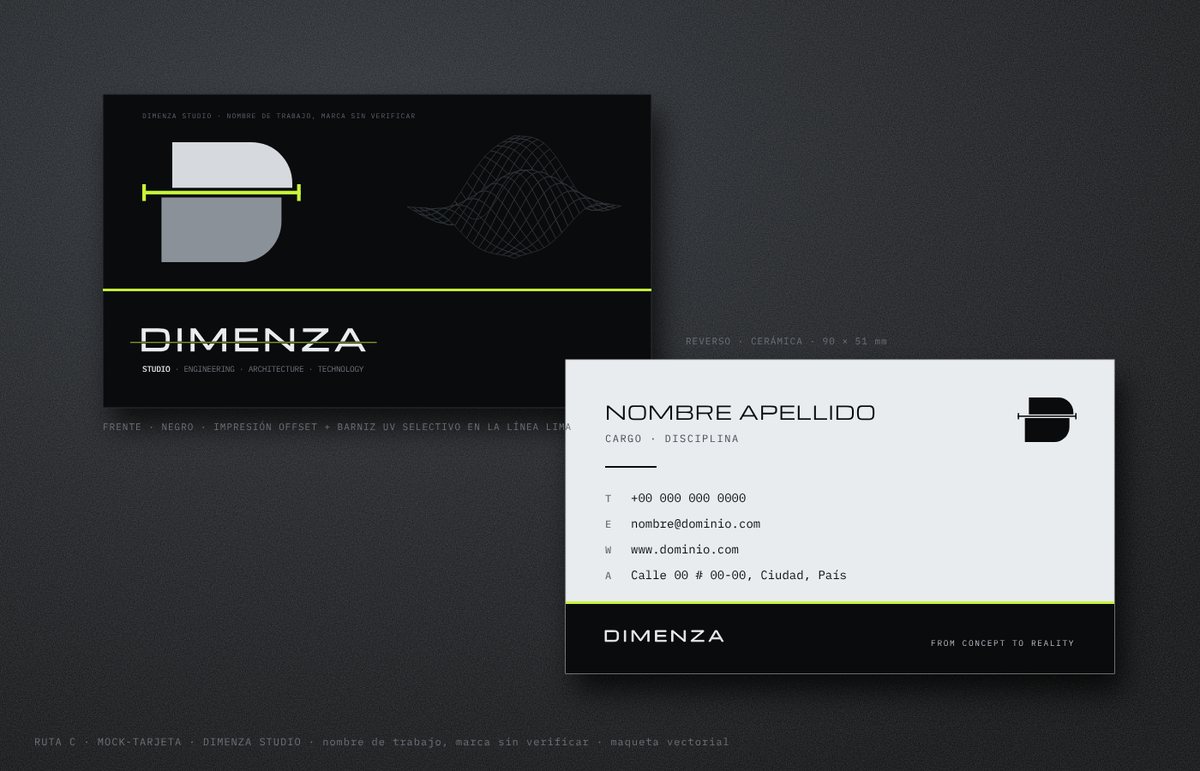 DIMENZA STUDIO · NOMBRE DE TRABAJO, MARCA SIN VERIFICAR
DIMENZA
STUDIO · ENGINEERING · ARCHITECTURE · TECHNOLOGY
FRENTE · NEGRO · IMPRESIÓN OFFSET + BARNIZ UV SELECTIVO EN LA LÍNEA LIMA
REVERSO · CERÁMICA · 90 × 51 mm
NOMBRE APELLIDO
CARGO · DISCIPLINA
T +00 000 000 0000
E nombre@dominio.com
W www.dominio.com
A Calle 00 # 00-00, Ciudad, País
DIMENZA
FROM CONCEPT TO REALITY
RUTA C · MOCK-TARJETA · DIMENZA STUDIO · nombre de trabajo, marca sin verificar · maqueta vectorial